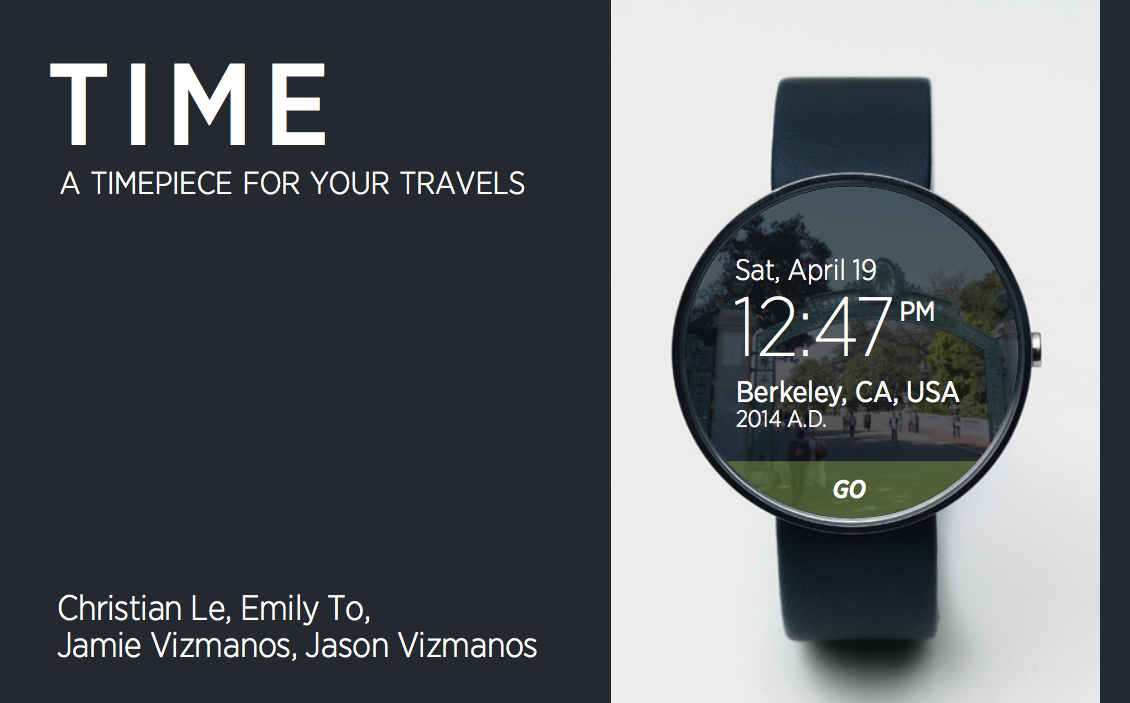 TIME
A TIMEPIECE FOR YOUR TRAVELS
Sat, April 19
12:47 PM
Berkeley, CA, USA
2014 A.D.
GO
Christian Le, Emily To,
Jamie Vizmanos, Jason Vizmanos